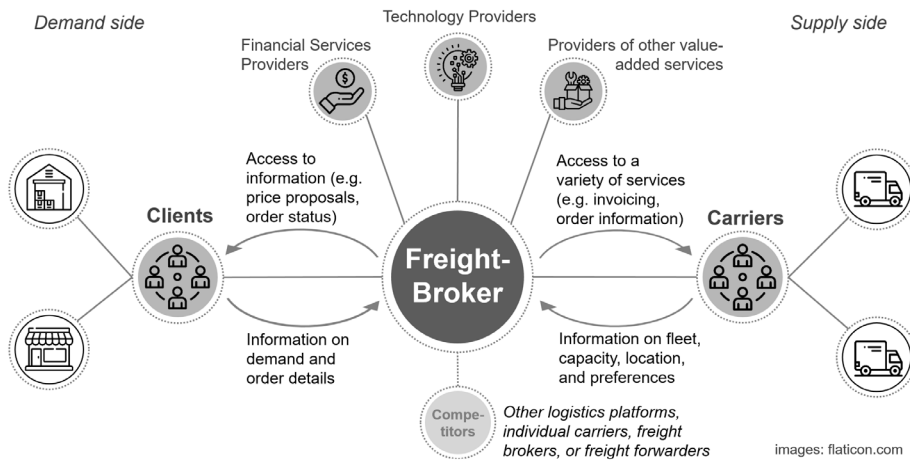 Demand side
Technology Providers
Supply side
Financial Services
Providers
Providers of other value-
added services
$
Access to
information (e.g.
price proposals,
order status)
Access to a
variety of services
(e.g. invoicing,
order information)
Clients
Carriers
Freight-
Broker
Information on
demand and
order details
Information on fleet,
capacity, location,
and preferences
Compe-
titors
Other logistics platforms,
individual carriers, freight
brokers, or freight forwarders
images: flaticon.com